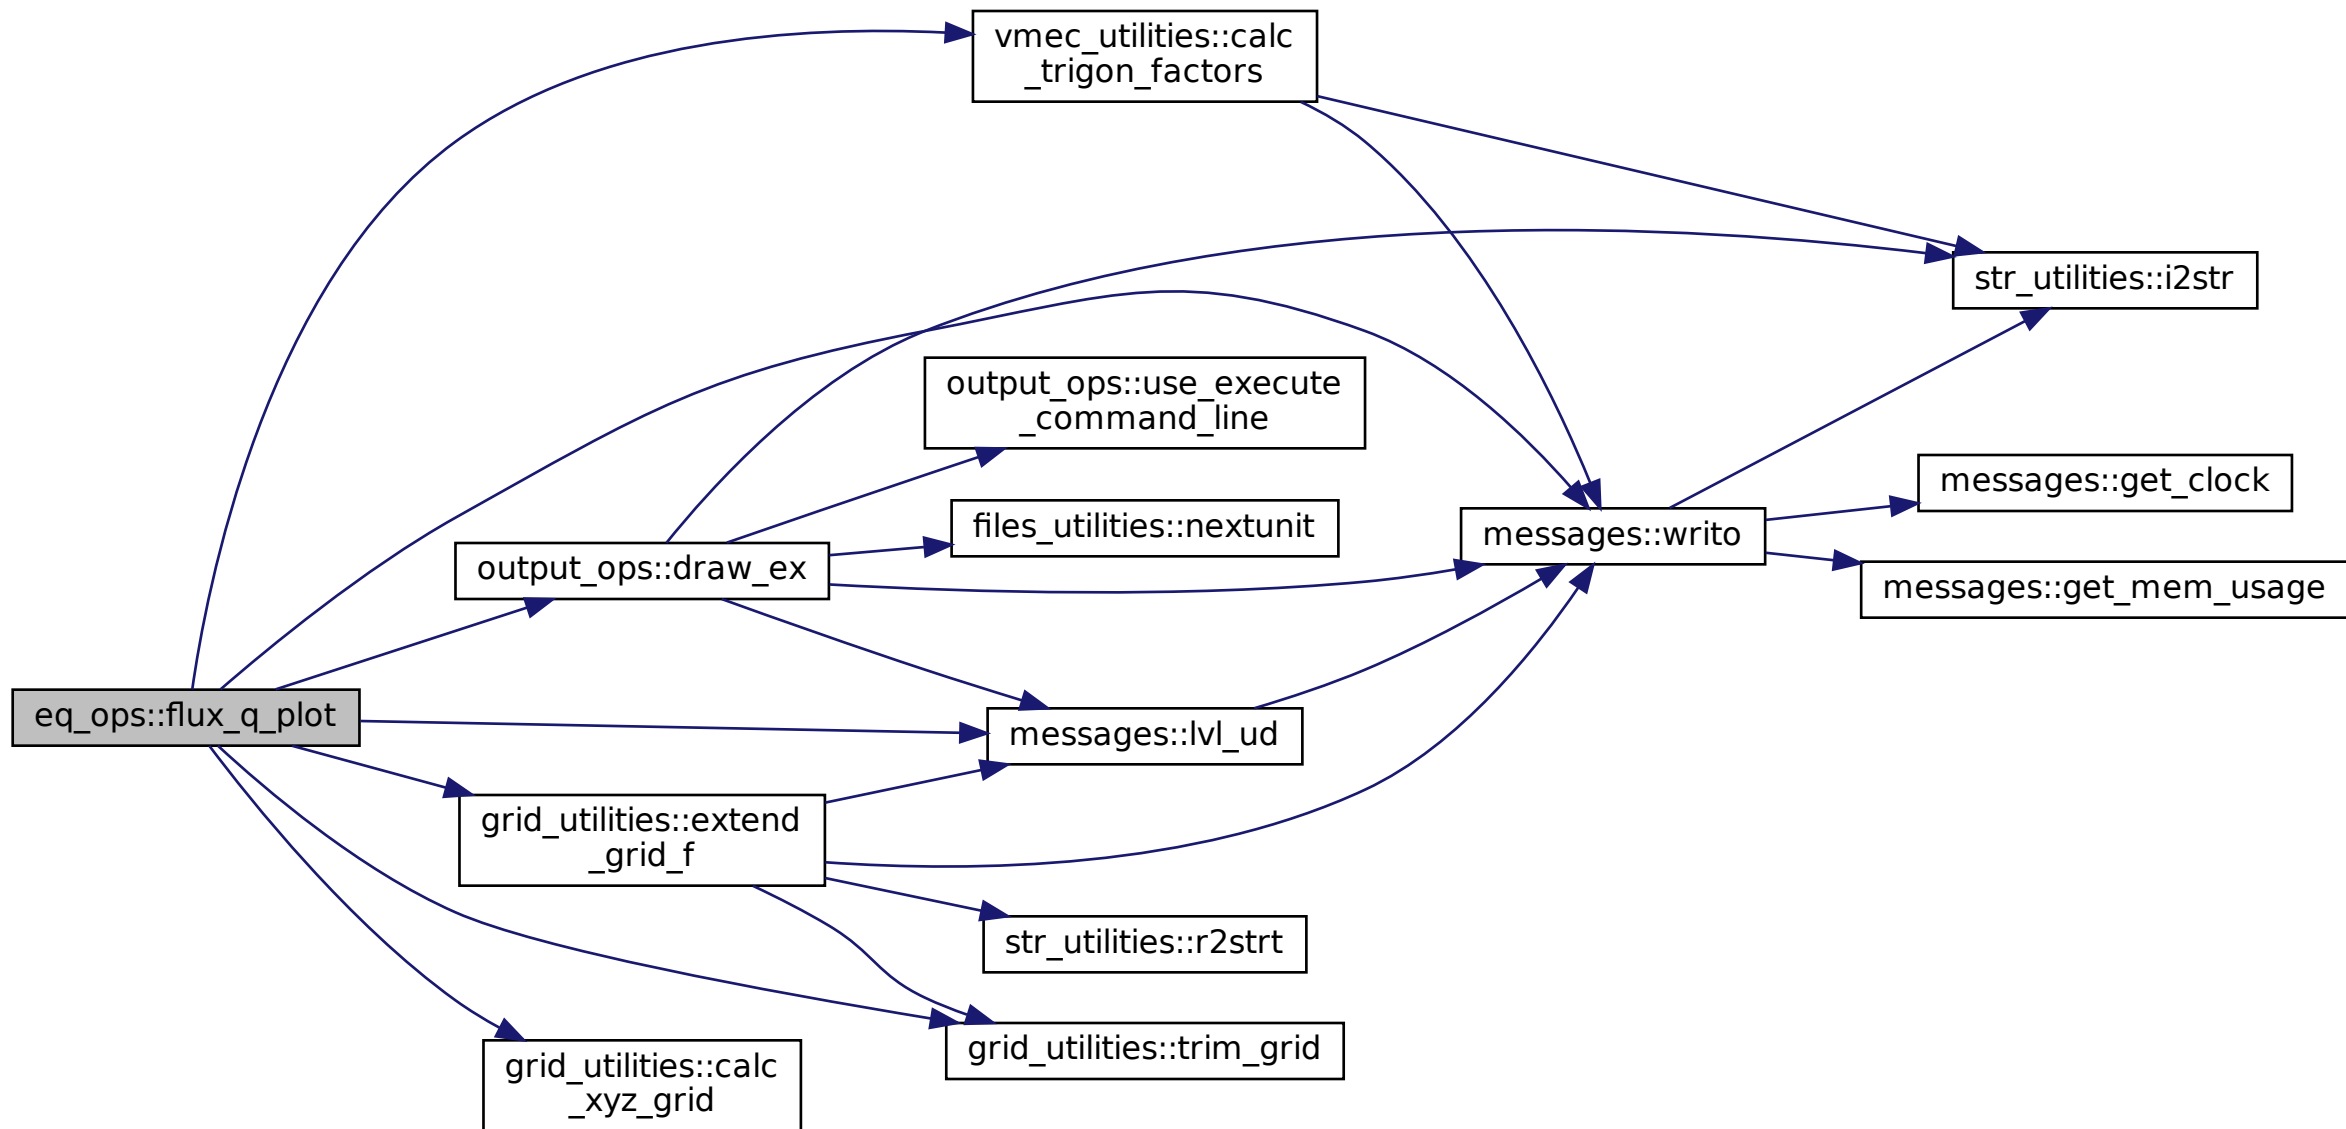 vmec_utilities::calc
_trigon_factors
str_utilities::i2str
output_ops::use_execute
_command_line
messages::get_clock
files_utilities::nextunit
messages::writo
output_ops::draw_ex
messages::get_mem_usage
eq_ops::flux_q_plot
messages::lvl_ud
grid_utilities::extend
_grid_f
str_utilities::r2strt
grid_utilities::trim_grid
grid_utilities::calc
_xyz_grid